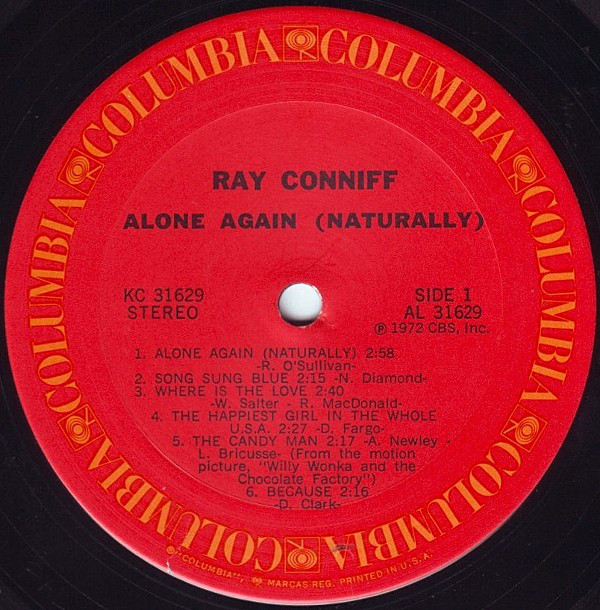 COLUMBIA COLUMBIA COLUMBIA COLUMBIA COLUMBIA COLUMBIA COLUMBIA COLUMBIA
RAY CONNIFF
ALONE AGAIN (NATURALLY)
KC 31629
STEREO
SIDE 1
AL 31629
℗ 1972 CBS, Inc.
1. ALONE AGAIN (NATURALLY) 2:58
-R. O'Sullivan-
2. SONG SUNG BLUE 2:15 -N. Diamond-
3. WHERE IS THE LOVE 2:40
-W. Salter - R. MacDonald-
4. THE HAPPIEST GIRL IN THE WHOLE
U.S.A. 2:27 -D. Fargo-
5. THE CANDY MAN 2:17 -A. Newley -
L. Bricusse- (From the motion
picture, "Willy Wonka and the
Chocolate Factory")
6. BECAUSE 2:16
-D. Clark-
"COLUMBIA", MARCAS REG. PRINTED IN U.S.A.